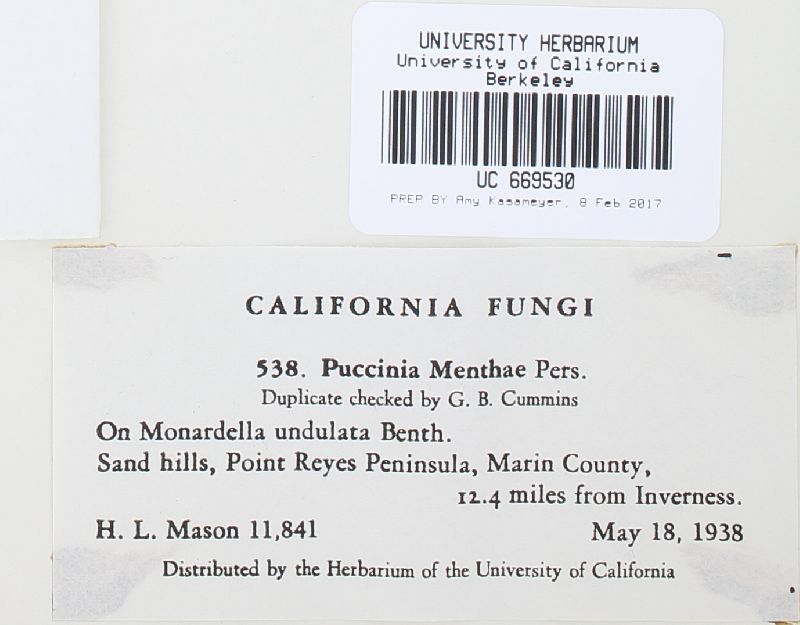 UNIVERSITY HERBARIUM
University of California
Berkeley
UC 669530
PREP BY Amy Kasameyer, 8 Feb 2017
CALIFORNIA FUNGI
538. Puccinia Menthae Pers.
Duplicate checked by G. B. Cummins
On Monardella undulata Benth.
Sand hills, Point Reyes Peninsula, Marin County,
12.4 miles from Inverness.
H. L. Mason 11,841 May 18, 1938
Distributed by the Herbarium of the University of California